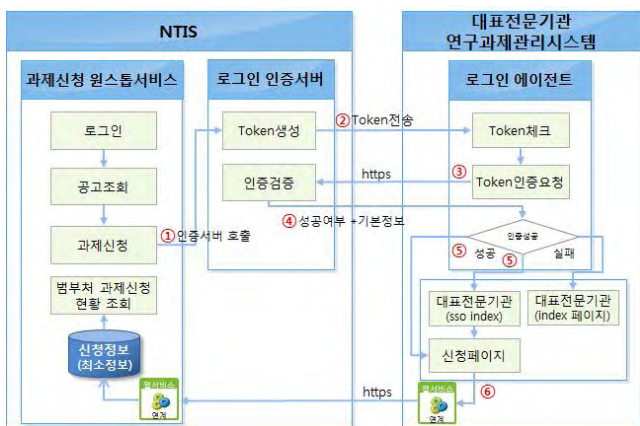 NTIS
대표전문기관
연구과제관리시스템
과제신청 원스톱서비스
로그인 인증서버
로그인 에이전트
로그인
Token생성
②Token전송
Token체크
공고조회
인증검증
https
③
Token인증요청
과제신청
①인증서버 호출
④성공여부 +기본정보
인증성공
⑤
성공
⑤
실패
범부처 과제신청
현황 조회
대표전문기관
(sso index)
대표전문기관
(index 페이지)
신청정보
(최소정보)
신청페이지
웹서비스
연계
https
웹서비스
연계
⑥